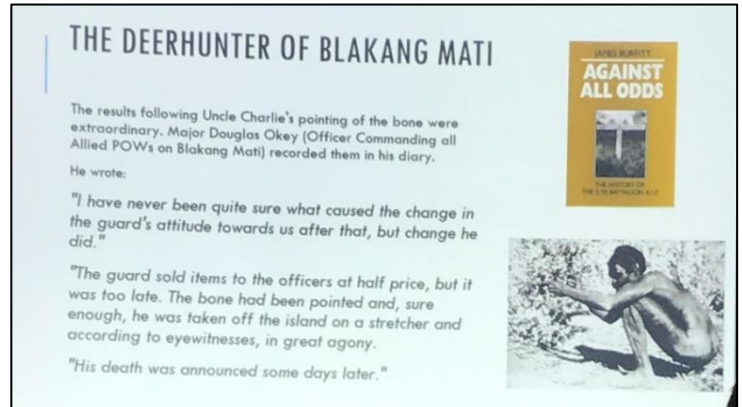 THE DEERHUNTER OF BLAKANG MATI
The results following Uncle Charlie's pointing of the bone were
extraordinary. Major Douglas Okey (Officer Commanding all
Allied POWs on Blakang Mati) recorded them in his diary.
He wrote:
"I have never been quite sure what caused the change in
the guard's attitude towards us after that, but change he
did."
"The guard sold items to the officers at half price, but it
was too late. The bone had been pointed and, sure
enough, he was taken off the island on a stretcher and
according to eyewitnesses, in great agony.
"His death was announced some days later."
JAMES BURFITT
AGAINST
ALL ODDS
THE HISTORY OF
THE 2/18 BATTALION A.I.F.